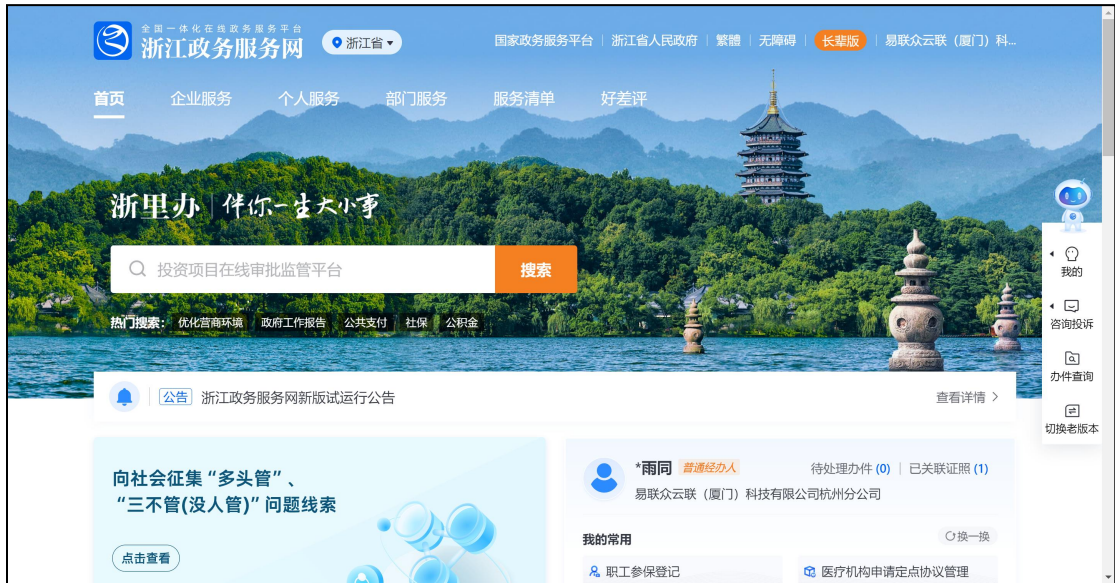 全国一体化在线政务服务平台
浙江政务服务网
浙江省
国家政务服务平台 | 浙江省人民政府 | 繁體 | 无障碍 | 长辈版 | 易联众云联（厦门）科...
首页 企业服务 个人服务 部门服务 服务清单 好差评
浙里办 | 伴你一生大小事
投资项目在线审批监管平台 搜索
热门搜索： 优化营商环境 政府工作报告 公共支付 社保 公积金
我的
咨询投诉
办件查询
切换老版本
公告 浙江政务服务网新版试运行公告 查看详情
向社会征集“多头管”、
“三不管(没人管)”问题线索
点击查看
*雨同 普通经办人 待处理办件 (0) | 已关联证照 (1)
易联众云联（厦门）科技有限公司杭州分公司
我的常用 换一换
职工参保登记 医疗机构申请定点协议管理